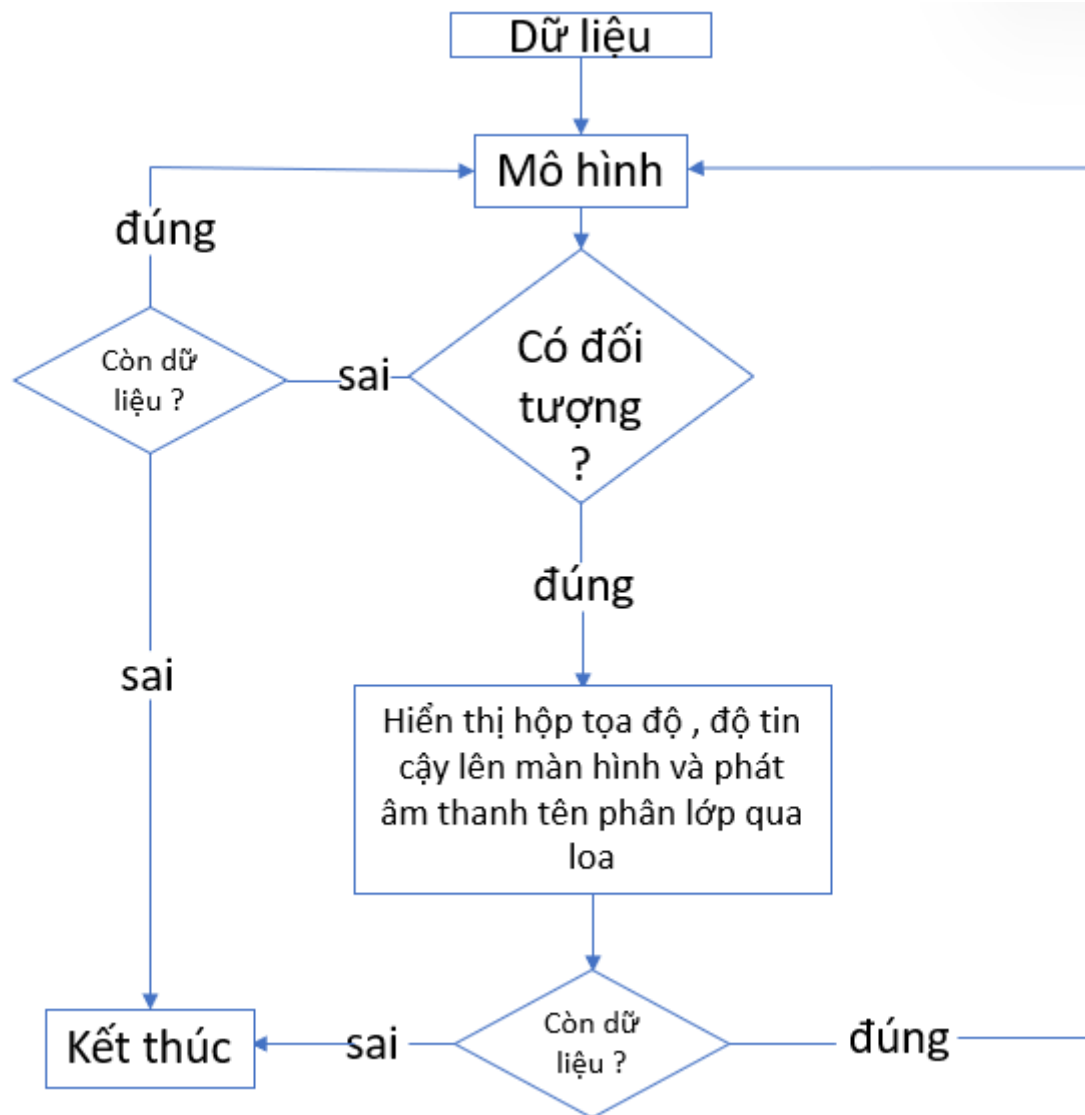 Dữ liệu
Mô hình
đúng
Còn dữ
liệu ?
sai
Có đối
tượng
?
đúng
sai
Hiển thị hộp tọa độ , độ tin
cậy lên màn hình và phát
âm thanh tên phân lớp qua
loa
Kết thúc
sai
Còn dữ
liệu ?
đúng